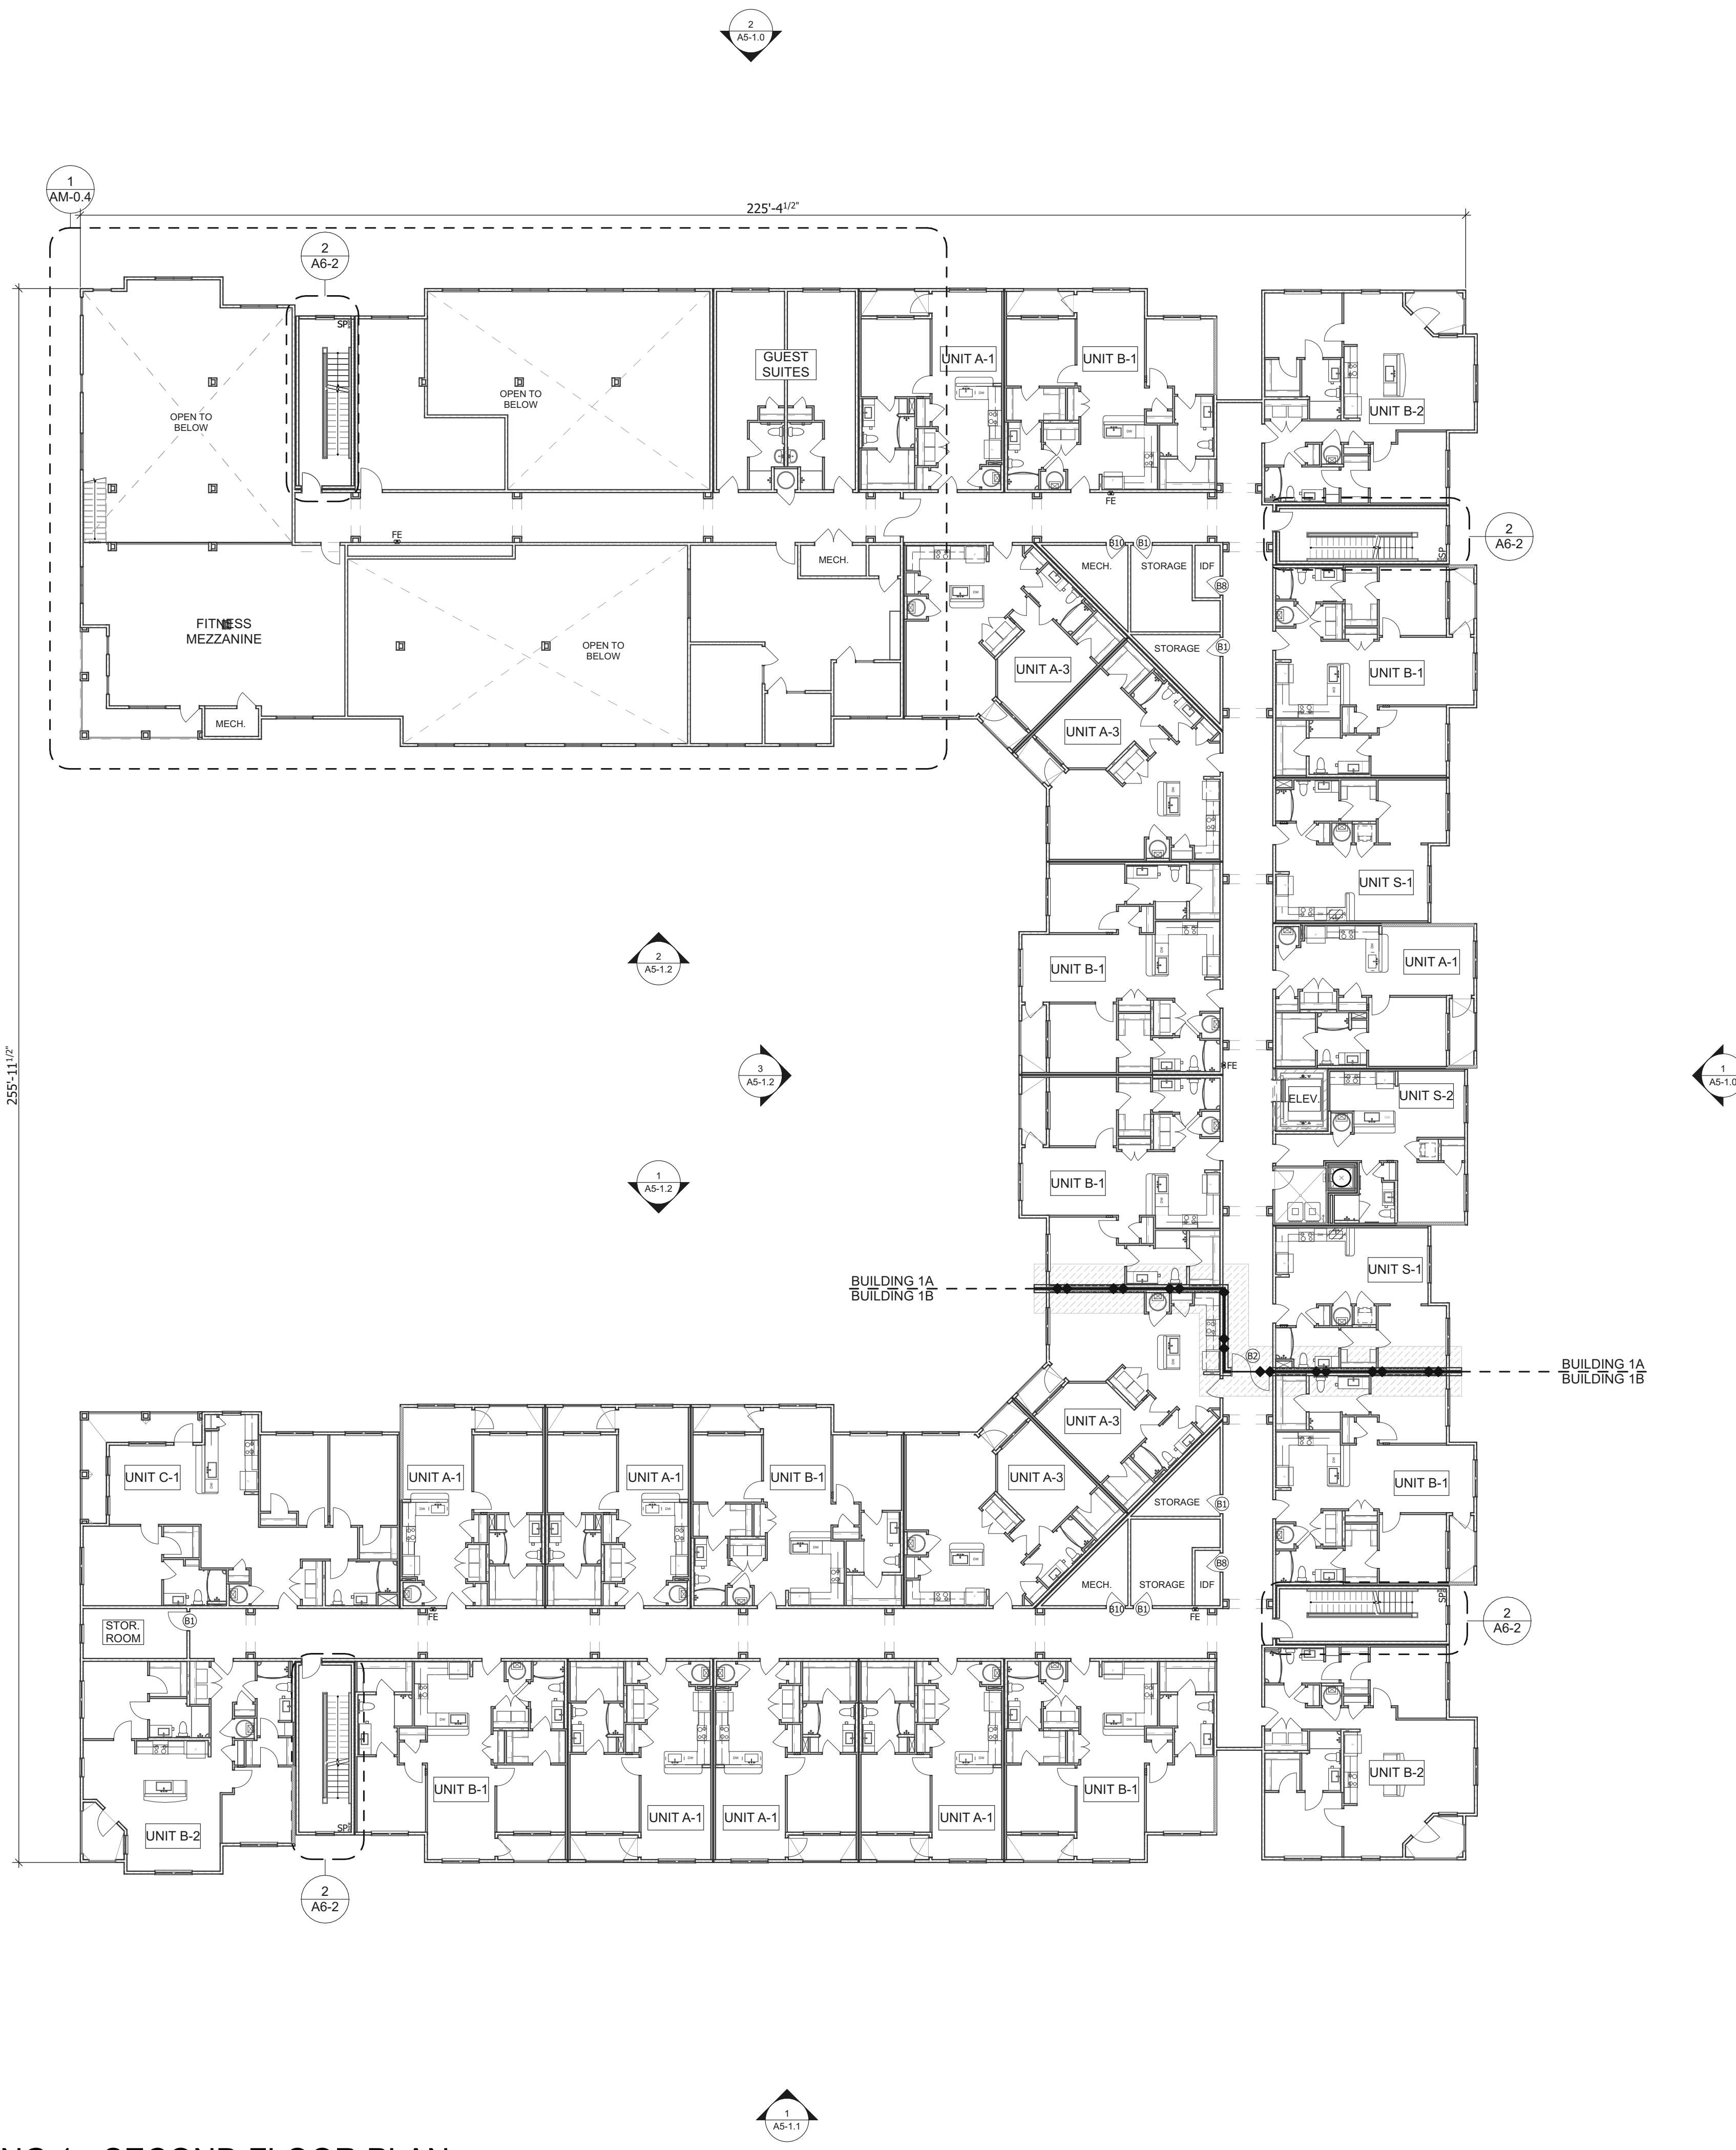 2
A5-1.0
1
AM-0.4
225'-4 1/2"
2
A6-2
SP
GUEST
SUITES
UNIT A-1
UNIT B-1
UNIT B-2
OPEN TO
BELOW
OPEN TO
BELOW
FE
FE
2
A6-2
SP
MECH.
B10
B1
MECH.
STORAGE
IDF
B8
FITNESS
MEZZANINE
OPEN TO
BELOW
STORAGE
B1
UNIT A-3
UNIT B-1
MECH.
UNIT A-3
UNIT S-1
2
A5-1.2
UNIT B-1
UNIT A-1
255'-11 1/2"
3
A5-1.2
FE
1
A5-1.0
ELEV.
UNIT S-2
1
A5-1.2
UNIT B-1
UNIT S-1
BUILDING 1A
BUILDING 1B
B2
BUILDING 1A
BUILDING 1B
UNIT A-3
UNIT C-1
UNIT A-1
UNIT A-1
UNIT B-1
UNIT A-3
UNIT B-1
STORAGE
B1
B8
MECH.
STORAGE
IDF
SP
FE
B10
B1
FE
B1
STOR.
ROOM
2
A6-2
UNIT B-1
UNIT B-1
UNIT B-2
UNIT A-1
UNIT A-1
UNIT A-1
SP
UNIT B-2
2
A6-2
1
A5-1.1
NG 1 - SECOND FLOOR PLAN